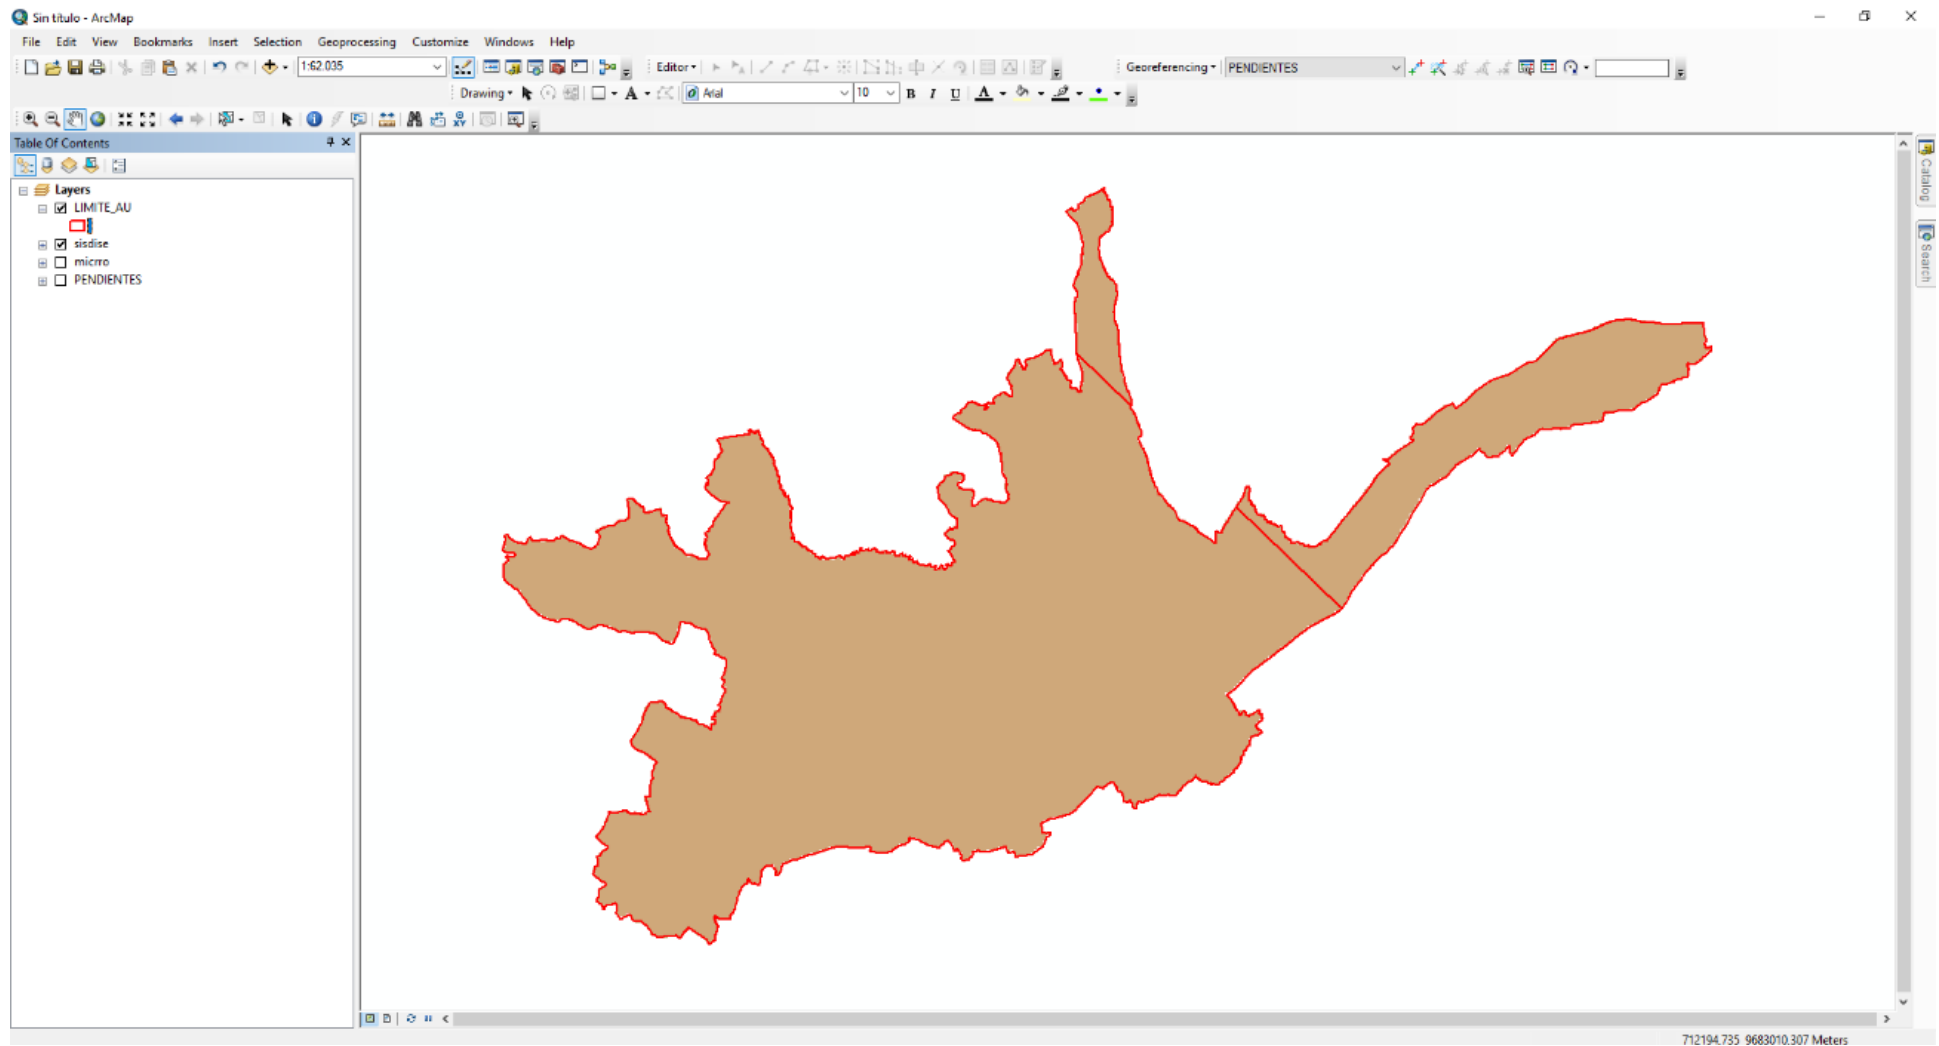 Sin título - ArcMap
File Edit View Bookmarks Insert Selection Geoprocessing Customize Windows Help
1:62.035 Editor Georeferencing PENDIENTES
Drawing A Arial 10 B I U A
Table Of Contents
Layers
LIMITE_AU
sisdise
micrro
PENDIENTES
Catalog
Search
712194,735 9683010,307 Meters